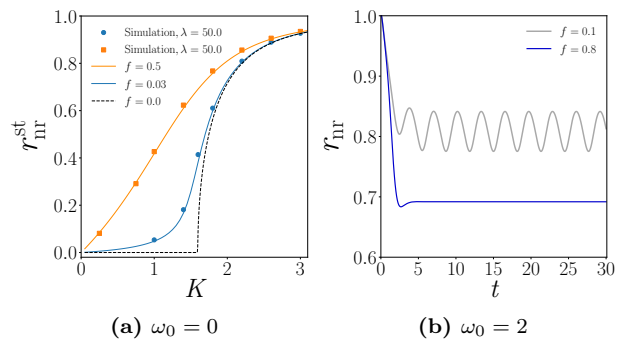 Simulation, λ = 50.0
Simulation, λ = 50.0
f = 0.5
f = 0.03
f = 0.0
r_nr^st
1.0
0.8
0.6
0.4
0.2
0.0
1 2 3
K
(a) ω₀ = 0
f = 0.1
f = 0.8
r_nr
1.0
0.9
0.8
0.7
0.6
0 5 10 15 20 25 30
t
(b) ω₀ = 2